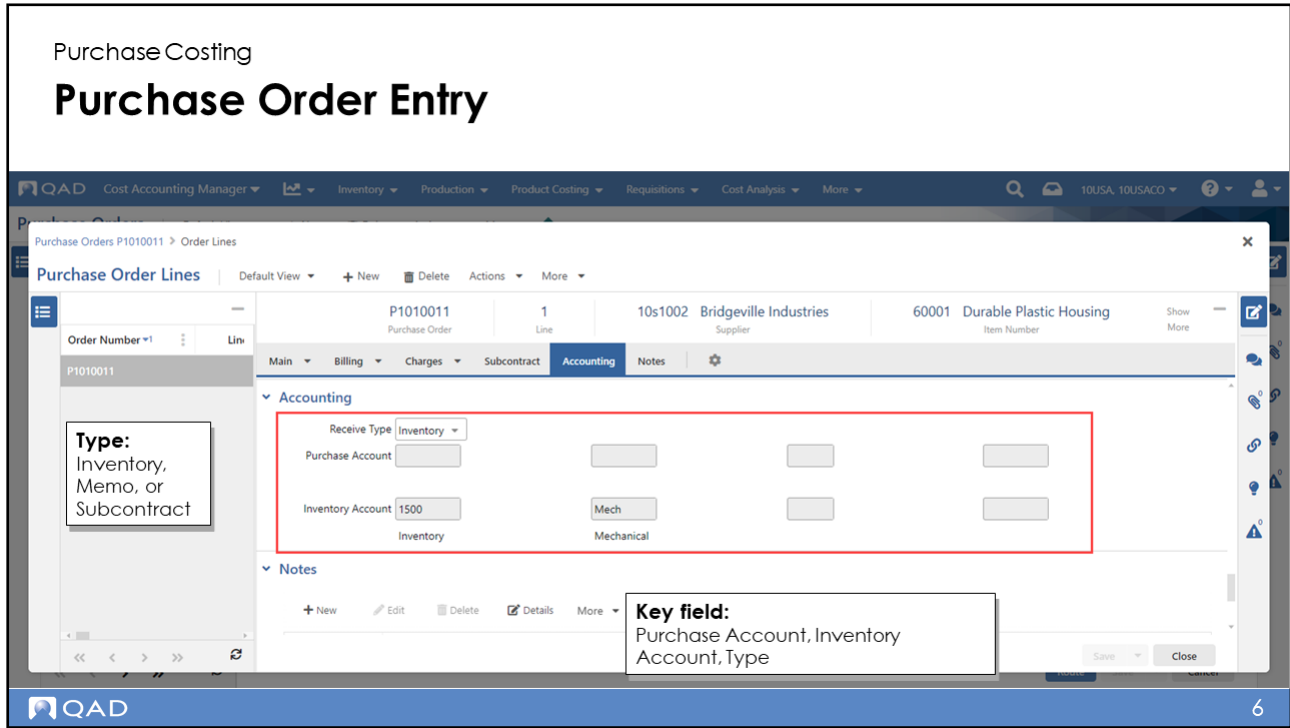 Purchase Costing
Purchase Order Entry
QAD Cost Accounting Manager Inventory Production Product Costing Requisitions Cost Analysis More 10USA, 10USACO
Purchase Orders P1010011 > Order Lines
Purchase Order Lines Default View + New Delete Actions More
P1010011 1 10s1002 Bridgeville Industries 60001 Durable Plastic Housing Show
Purchase Order Line Supplier Item Number More
Order Number 1 Lin
P1010011
Main Billing Charges Subcontract Accounting Notes
Accounting
Receive Type Inventory
Purchase Account
Inventory Account 1500 Mech
Inventory Mechanical
Type:
Inventory,
Memo, or
Subcontract
Notes
+ New Edit Delete Details More
Key field:
Purchase Account, Inventory
Account, Type
Save Close
QAD 6